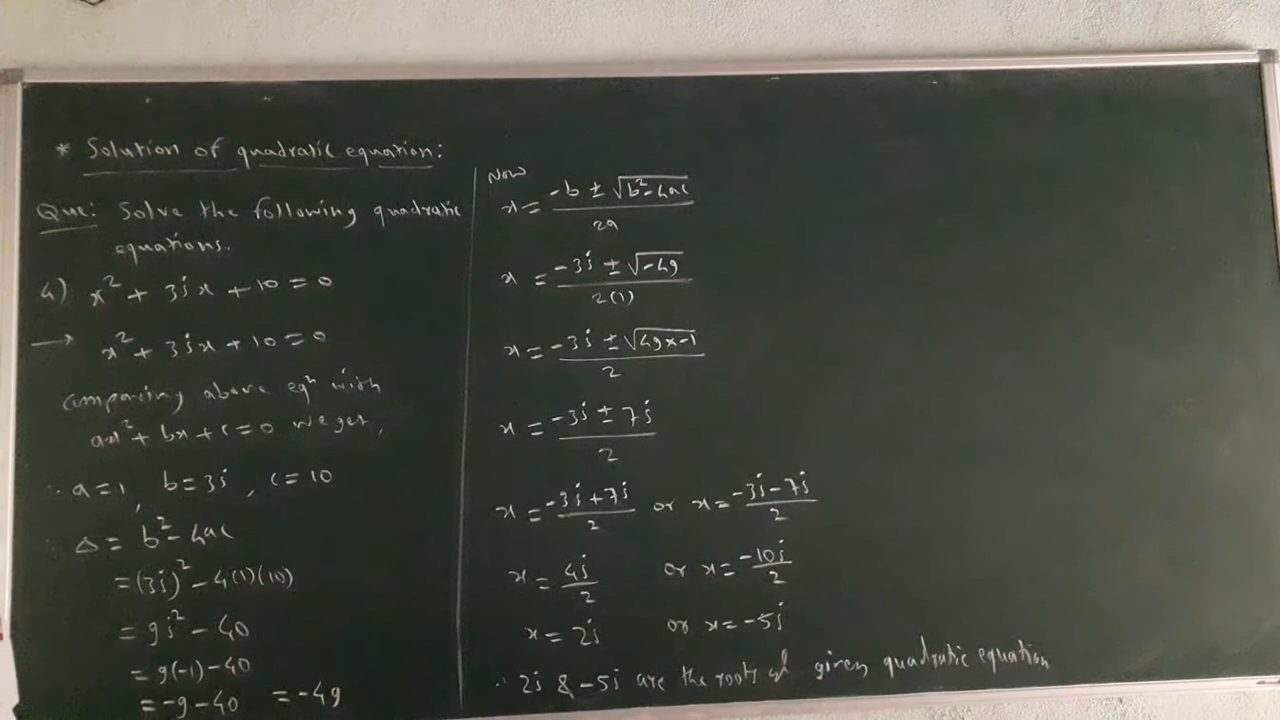 * Solution of quadratic equation:
Que: Solve the following quadratic
equations.
4) x² + 3ix + 10 = 0
→ x² + 3ix + 10 = 0
comparing above eqⁿ with
ax² + bx + c = 0 we get,
∴ a = 1, b = 3i, c = 10
∴ Δ = b² - 4ac
= (3i)² - 4(1)(10)
= 9i² - 40
= 9(-1) - 40
= -9 - 40 = -49
Now
x = (-b ± √(b² - 4ac)) / 2a
x = (-3i ± √(-49)) / 2(1)
x = (-3i ± √(49x-1)) / 2
x = (-3i ± 7i) / 2
x = (-3i + 7i) / 2 or x = (-3i - 7i) / 2
x = 4i / 2 or x = -10i / 2
x = 2i or x = -5i
∴ 2i & -5i are the roots of given quadratic equation